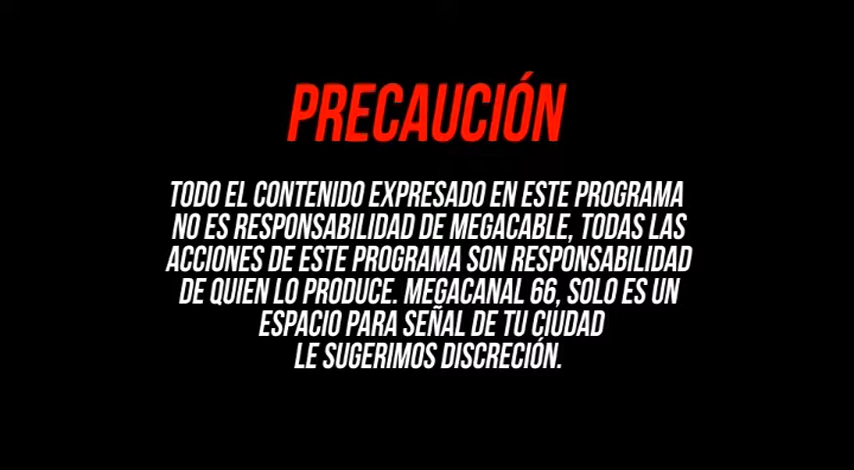 PRECAUCIÓN
TODO EL CONTENIDO EXPRESADO EN ESTE PROGRAMA
NO ES RESPONSABILIDAD DE MEGACABLE, TODAS LAS
ACCIONES DE ESTE PROGRAMA SON RESPONSABILIDAD
DE QUIEN LO PRODUCE. MEGACANAL 66, SOLO ES UN
ESPACIO PARA SEÑAL DE TU CIUDAD
LE SUGERIMOS DISCRECIÓN.